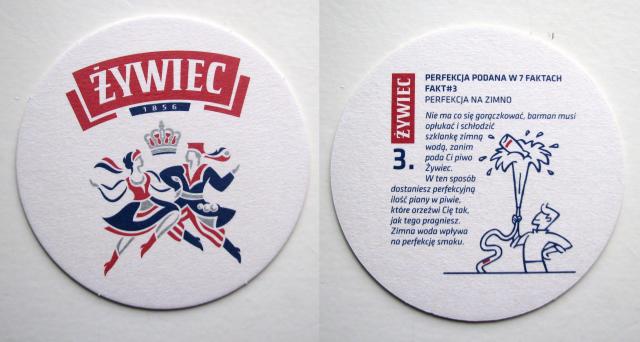 ŻYWIEC
1856
ŻYWIEC
PERFEKCJA PODANA W 7 FAKTACH
FAKT#3
PERFEKCJA NA ZIMNO
3.
Nie ma co się gorączkować, barman musi
opłukać i schłodzić
szklankę zimną
wodą, zanim
poda Ci piwo
Żywiec.
W ten sposób
dostaniesz perfekcyjną
ilość piany w piwie,
które orzeźwi Cię tak,
jak tego pragniesz.
Zimna woda wpływa
na perfekcję smaku.